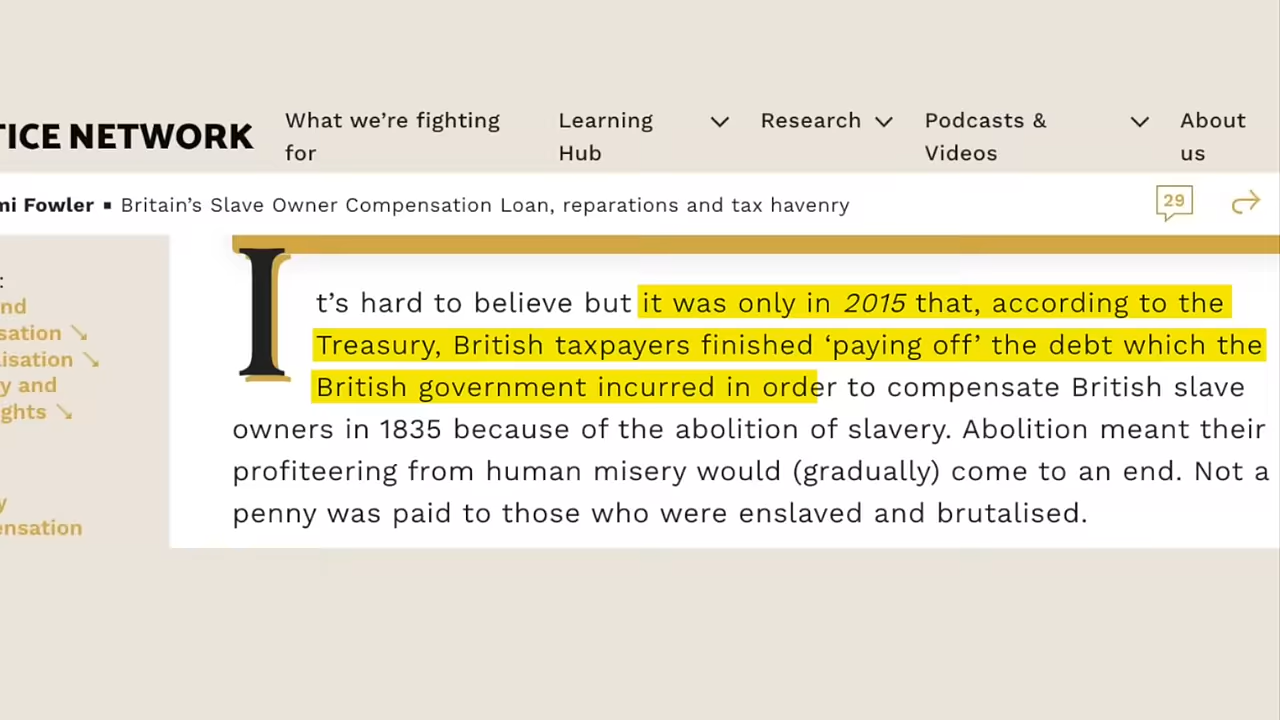 TICE NETWORK
What we're fighting for
Learning Hub
Research
Podcasts & Videos
About us
mi Fowler ▪ Britain's Slave Owner Compensation Loan, reparations and tax havenry
29
:
nd
sation ↘
lisation ↘
y and
ghts ↘
y
ensation
It's hard to believe but it was only in 2015 that, according to the
Treasury, British taxpayers finished 'paying off' the debt which the
British government incurred in order to compensate British slave
owners in 1835 because of the abolition of slavery. Abolition meant their
profiteering from human misery would (gradually) come to an end. Not a
penny was paid to those who were enslaved and brutalised.